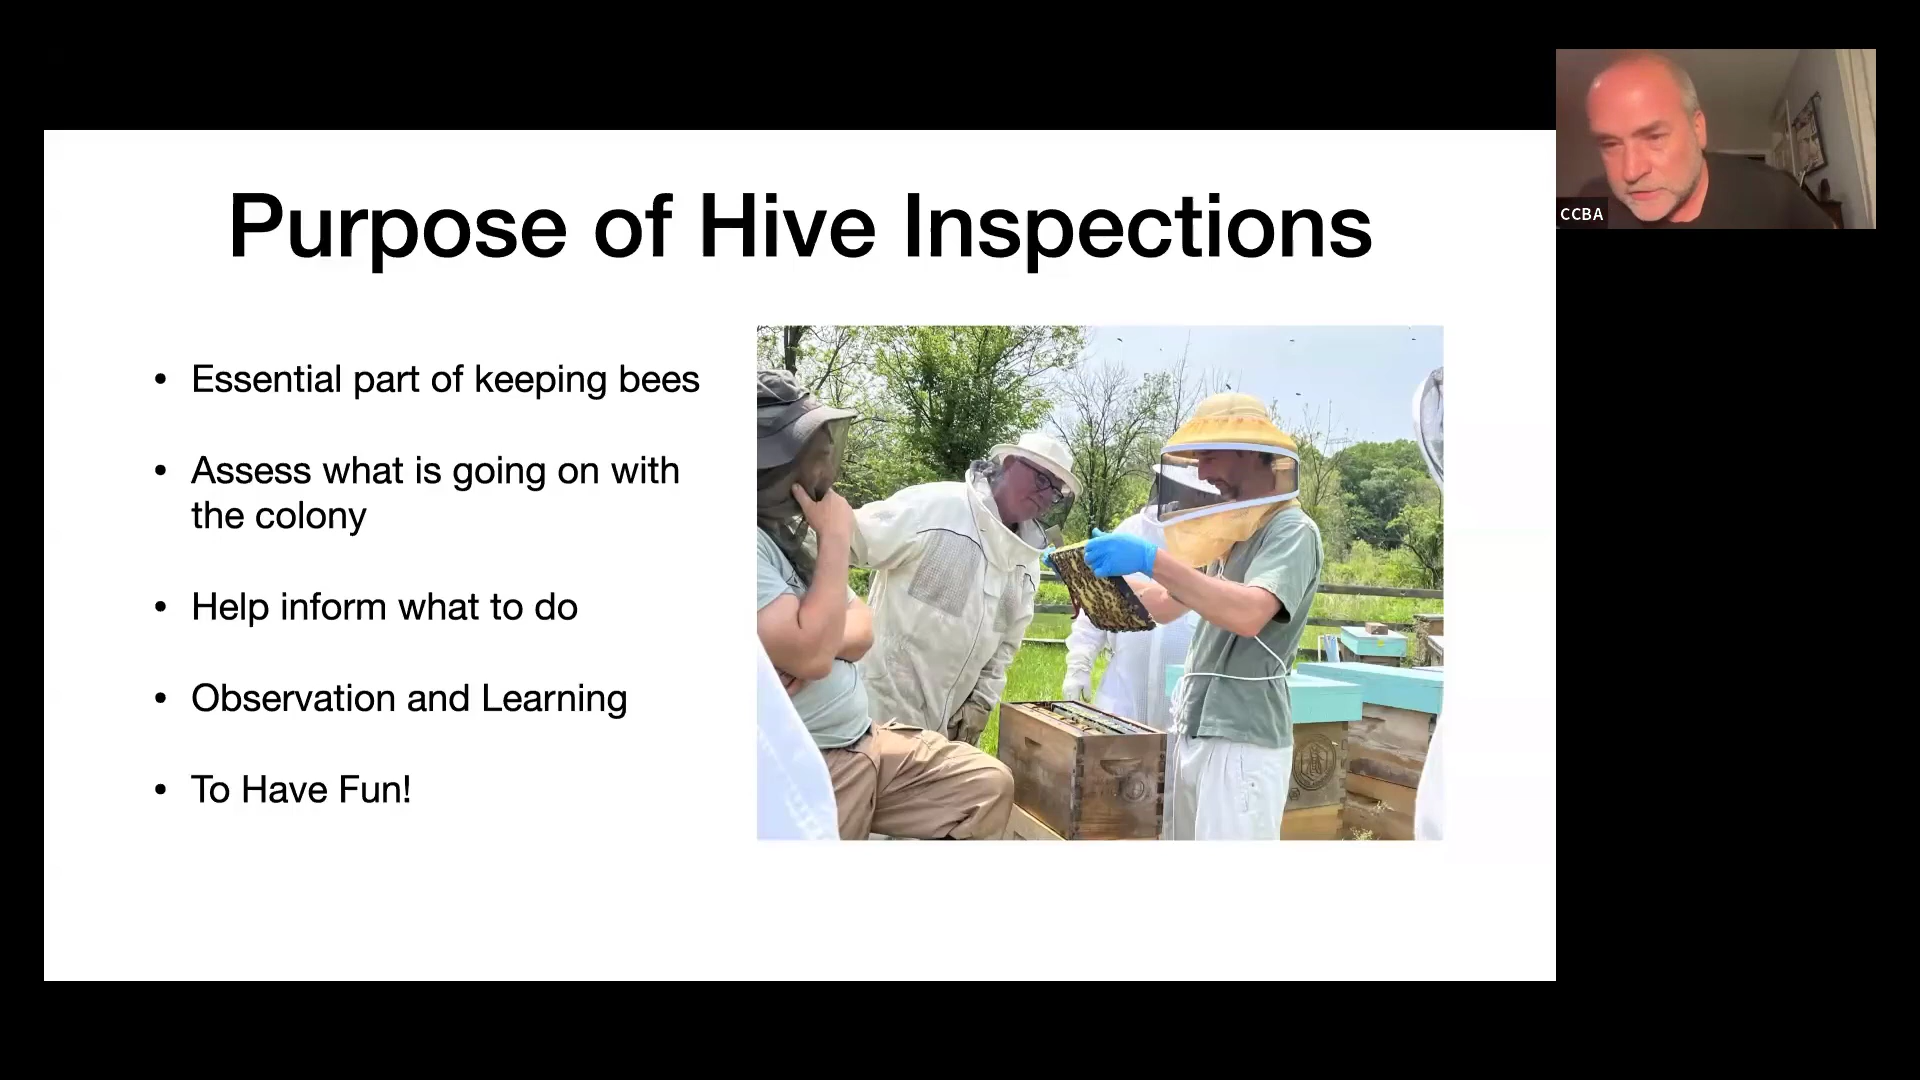 Purpose of Hive Inspections
• Essential part of keeping bees
• Assess what is going on with
the colony
• Help inform what to do
• Observation and Learning
• To Have Fun!
CCBA